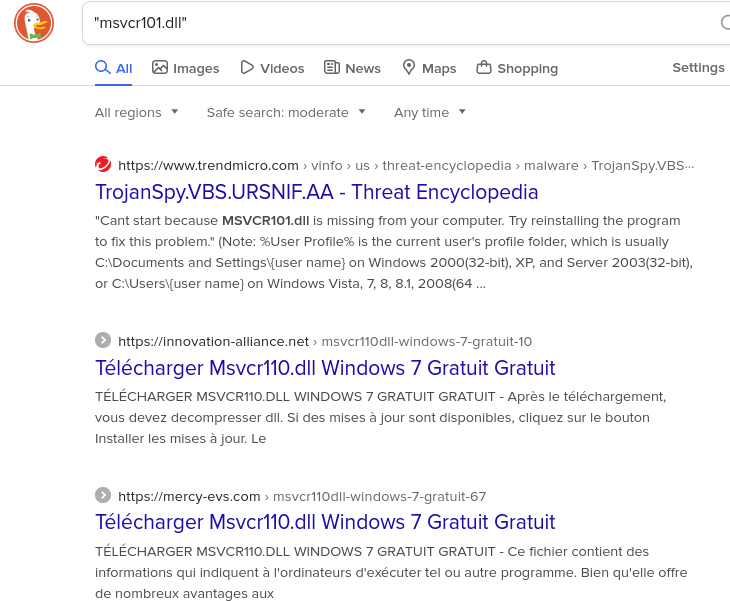 "msvcr101.dll"
All Images Videos News Maps Shopping Settings
All regions Safe search: moderate Any time
https://www.trendmicro.com › vinfo › us › threat-encyclopedia › malware › TrojanSpy.VBS···
TrojanSpy.VBS.URSNIF.AA - Threat Encyclopedia
"Cant start because MSVCR101.dll is missing from your computer. Try reinstalling the program
to fix this problem." (Note: %User Profile% is the current user's profile folder, which is usually
C:\Documents and Settings\{user name} on Windows 2000(32-bit), XP, and Server 2003(32-bit),
or C:\Users\{user name} on Windows Vista, 7, 8, 8.1, 2008(64 ...
https://innovation-alliance.net › msvcr110dll-windows-7-gratuit-10
Télécharger Msvcr110.dll Windows 7 Gratuit Gratuit
TÉLÉCHARGER MSVCR110.DLL WINDOWS 7 GRATUIT GRATUIT - Après le téléchargement,
vous devez decompresser dll. Si des mises à jour sont disponibles, cliquez sur le bouton
Installer les mises à jour. Le
https://mercy-evs.com › msvcr110dll-windows-7-gratuit-67
Télécharger Msvcr110.dll Windows 7 Gratuit Gratuit
TÉLÉCHARGER MSVCR110.DLL WINDOWS 7 GRATUIT GRATUIT - Ce fichier contient des
informations qui indiquent à l'ordinateurs d'exécuter tel ou autre programme. Bien qu'elle offre
de nombreux avantages aux